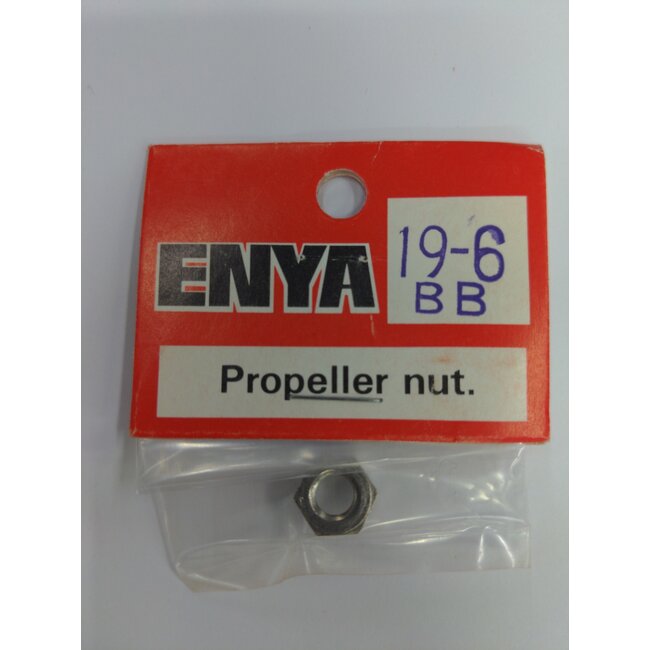 ENYA
19-6
BB
Propeller nut.